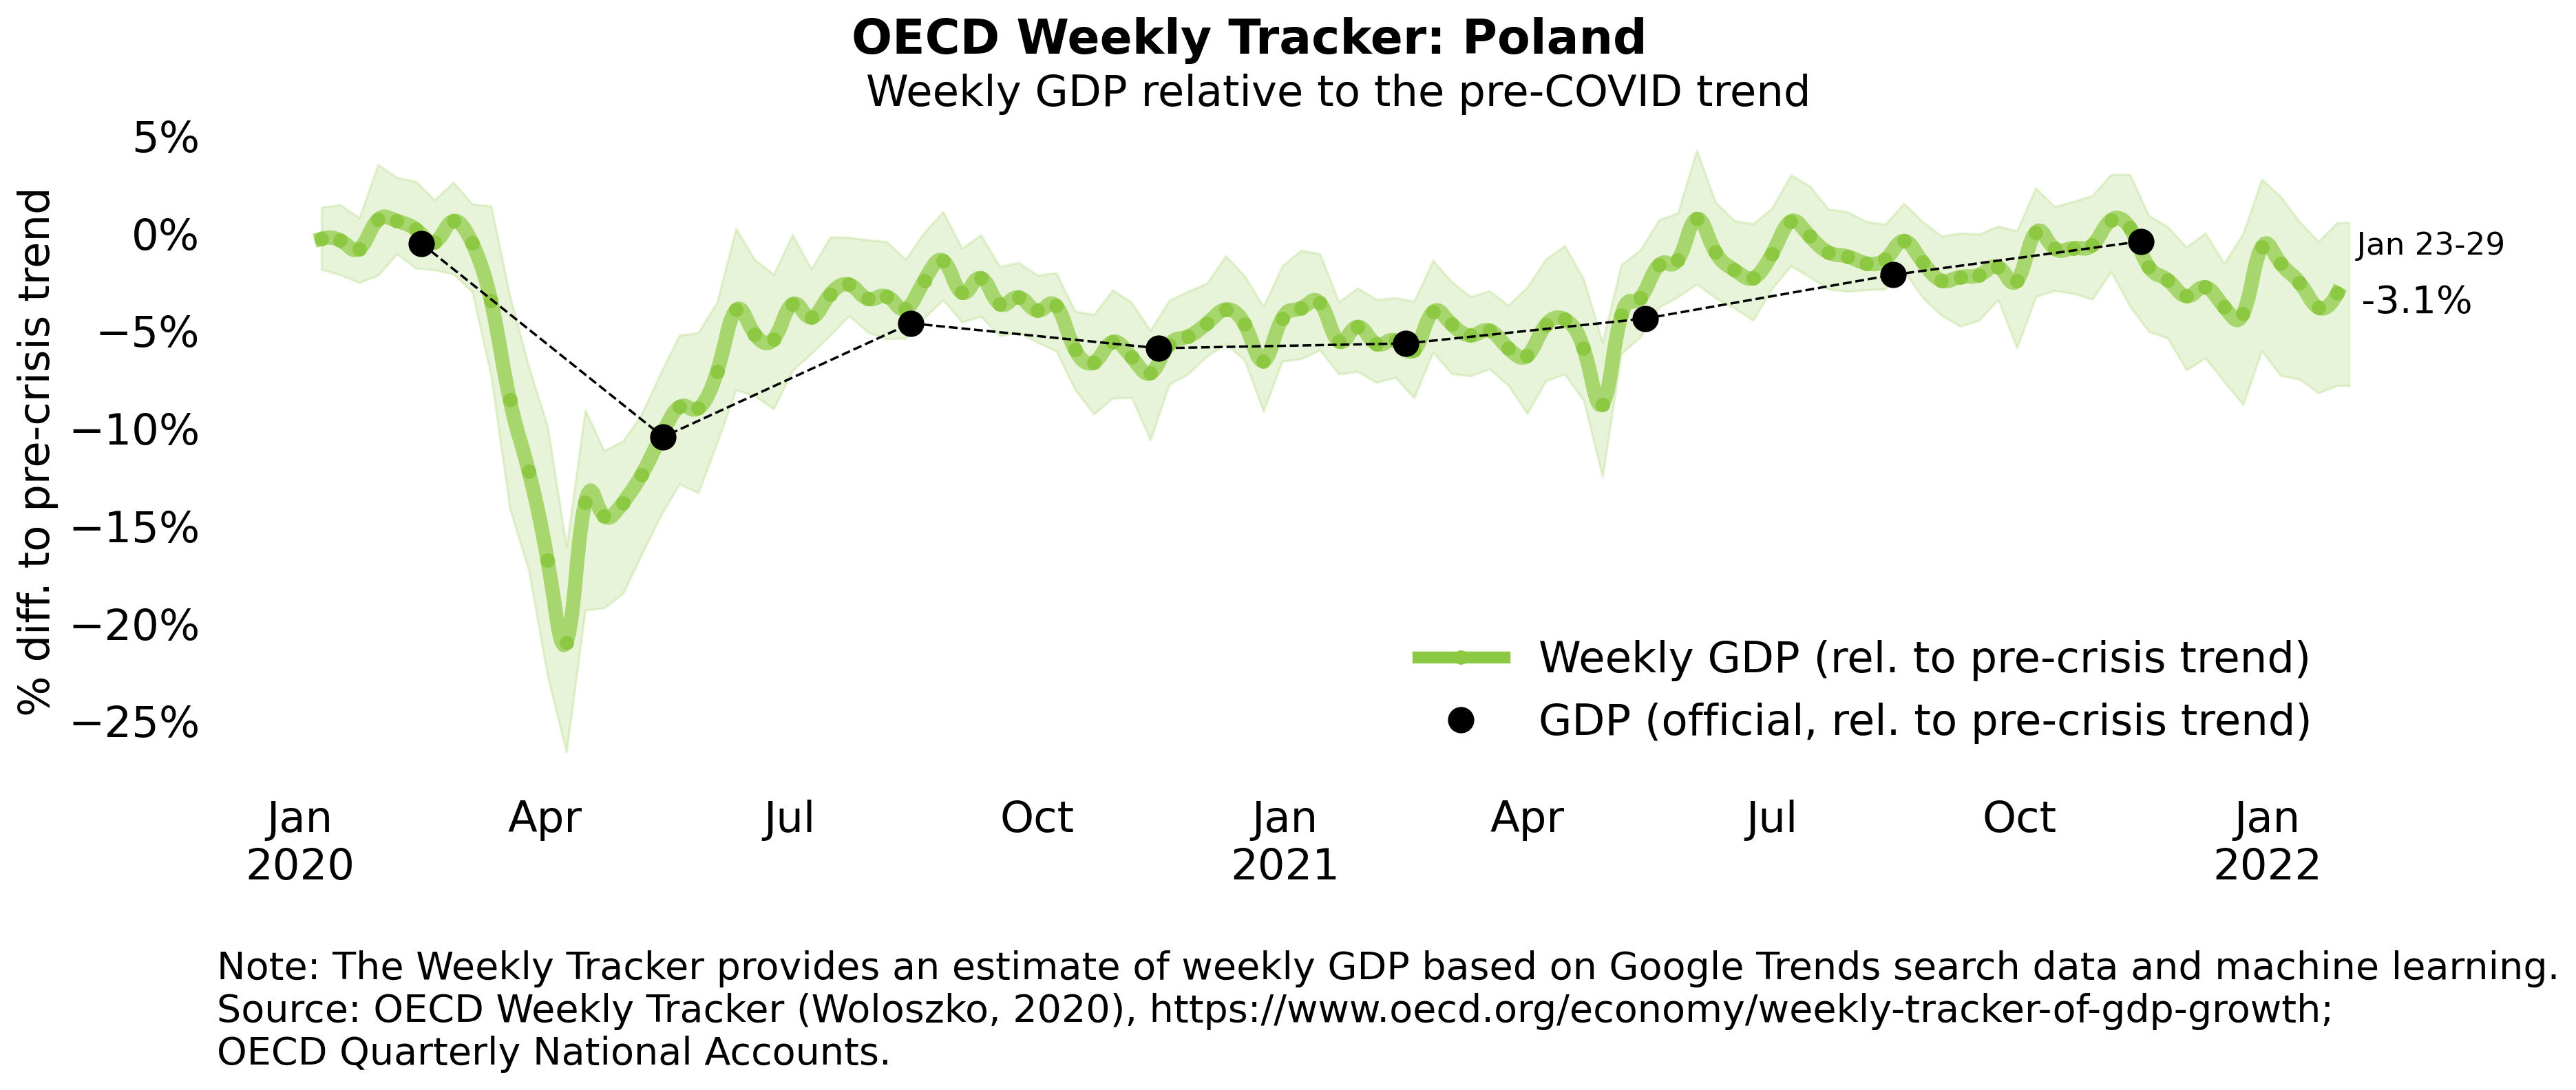 OECD Weekly Tracker: Poland
Weekly GDP relative to the pre-COVID trend
% diff. to pre-crisis trend
5%
0%
−5%
−10%
−15%
−20%
−25%
Jan 23-29
-3.1%
Weekly GDP (rel. to pre-crisis trend)
GDP (official, rel. to pre-crisis trend)
Jan Apr Jul Oct Jan Apr Jul Oct Jan
2020 2021 2022
Note: The Weekly Tracker provides an estimate of weekly GDP based on Google Trends search data and machine learning.
Source: OECD Weekly Tracker (Woloszko, 2020), https://www.oecd.org/economy/weekly-tracker-of-gdp-growth;
OECD Quarterly National Accounts.